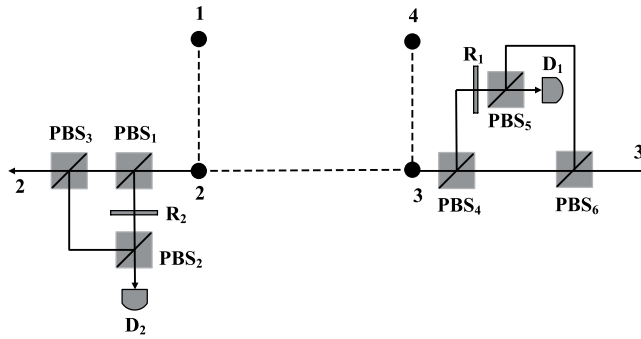 1
4
R₁
D₁
PBS₅
PBS₃
PBS₁
2
2
3
3
PBS₄
PBS₆
R₂
PBS₂
D₂